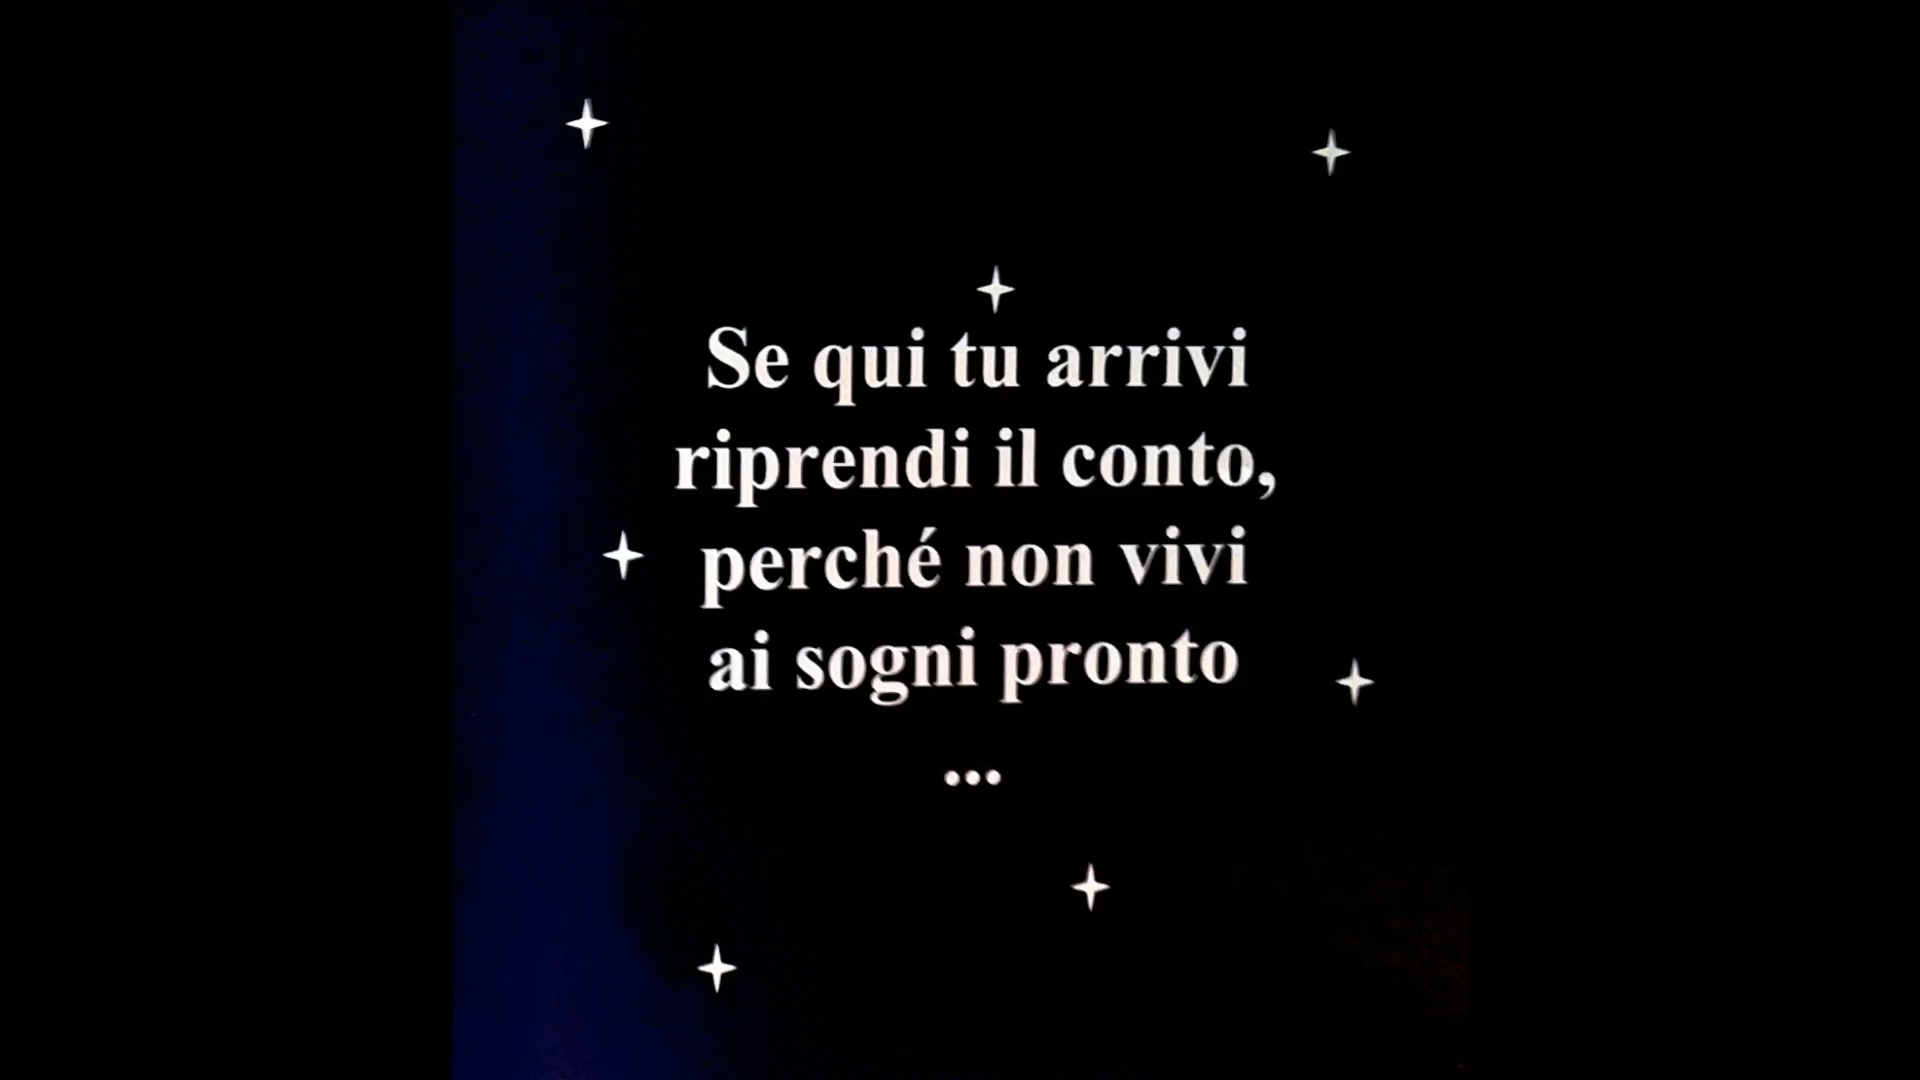 Se qui tu arrivi
riprendi il conto,
perché non vivi
ai sogni pronto
...